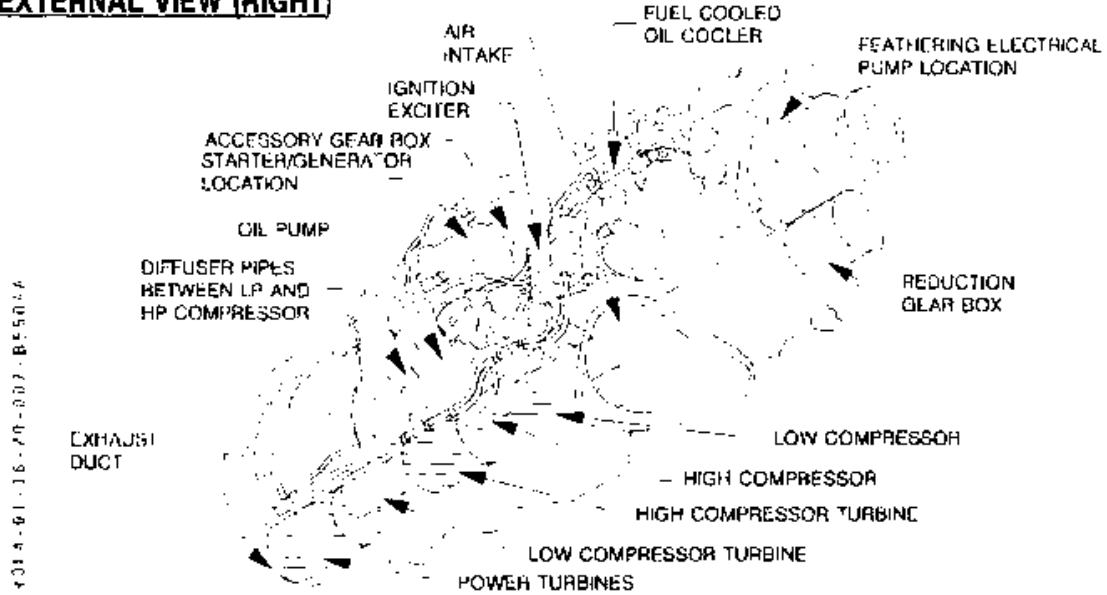 EXTERNAL VIEW (RIGHT)
FUEL COOLED
OIL COOLER
AIR
INTAKE
FEATHERING ELECTRICAL
PUMP LOCATION
IGNITION
EXCITER
ACCESSORY GEAR BOX
STARTER/GENERATOR
LOCATION
OIL PUMP
DIFFUSER PIPES
BETWEEN LP AND
HP COMPRESSOR
REDUCTION
GEAR BOX
EXHAUST
DUCT
LOW COMPRESSOR
HIGH COMPRESSOR
HIGH COMPRESSOR TURBINE
LOW COMPRESSOR TURBINE
POWER TURBINES